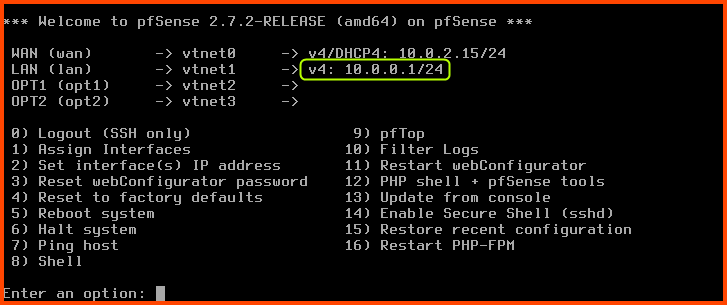 *** Welcome to pfSense 2.7.2-RELEASE (amd64) on pfSense ***
WAN (wan) -> vtnet0 -> v4/DHCP4: 10.0.2.15/24
LAN (lan) -> vtnet1 -> v4: 10.0.0.1/24
OPT1 (opt1) -> vtnet2 ->
OPT2 (opt2) -> vtnet3 ->
0) Logout (SSH only) 9) pfTop
1) Assign Interfaces 10) Filter Logs
2) Set interface(s) IP address 11) Restart webConfigurator
3) Reset webConfigurator password 12) PHP shell + pfSense tools
4) Reset to factory defaults 13) Update from console
5) Reboot system 14) Enable Secure Shell (sshd)
6) Halt system 15) Restore recent configuration
7) Ping host 16) Restart PHP-FPM
8) Shell
Enter an option: